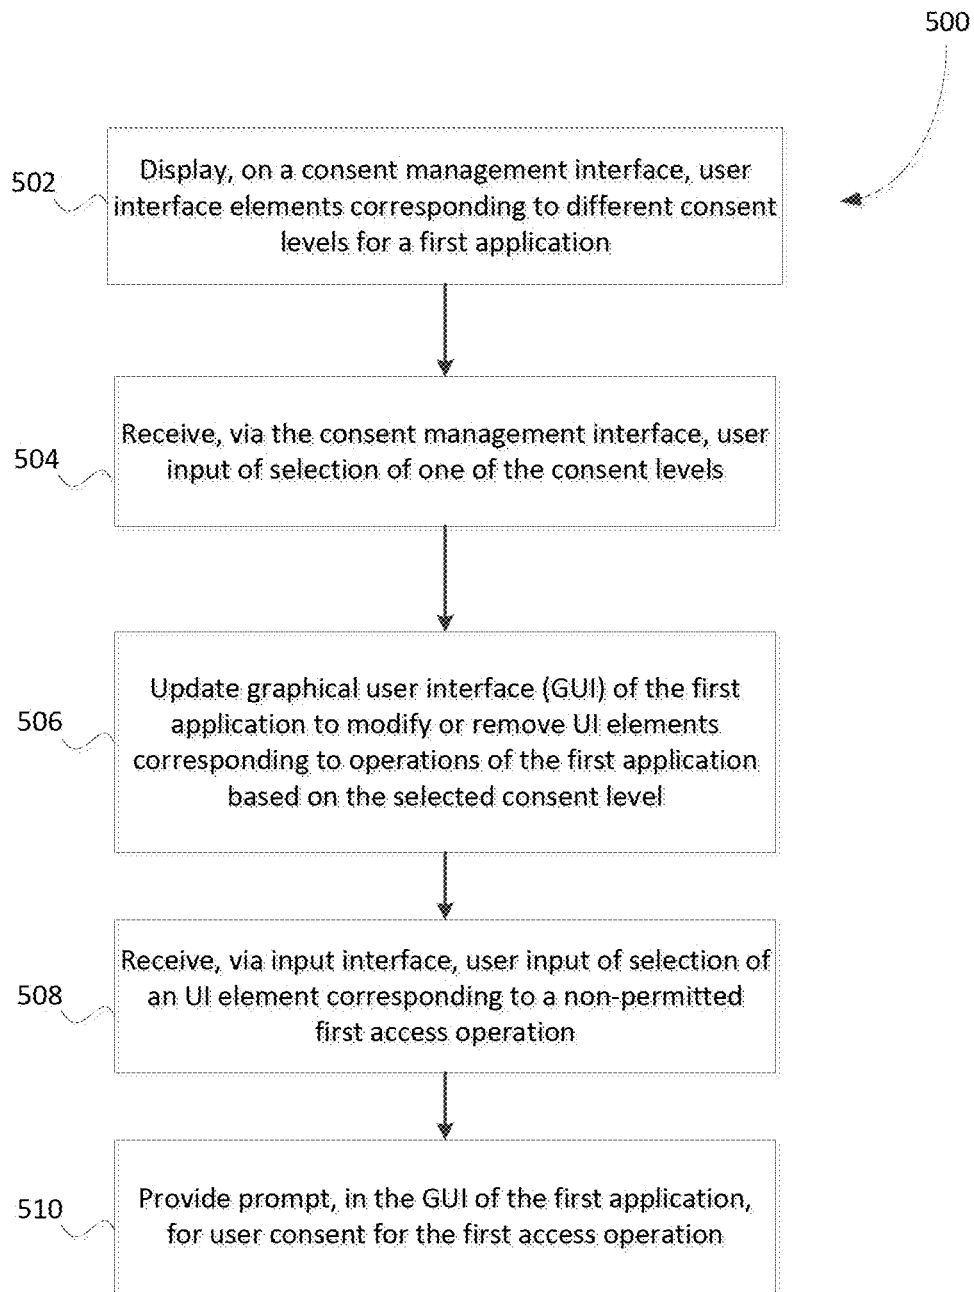 500
502
Display, on a consent management interface, user
interface elements corresponding to different consent
levels for a first application
504
Receive, via the consent management interface, user
input of selection of one of the consent levels
506
Update graphical user interface (GUI) of the first
application to modify or remove UI elements
corresponding to operations of the first application
based on the selected consent level
508
Receive, via input interface, user input of selection of
an UI element corresponding to a non-permitted
first access operation
510
Provide prompt, in the GUI of the first application,
for user consent for the first access operation